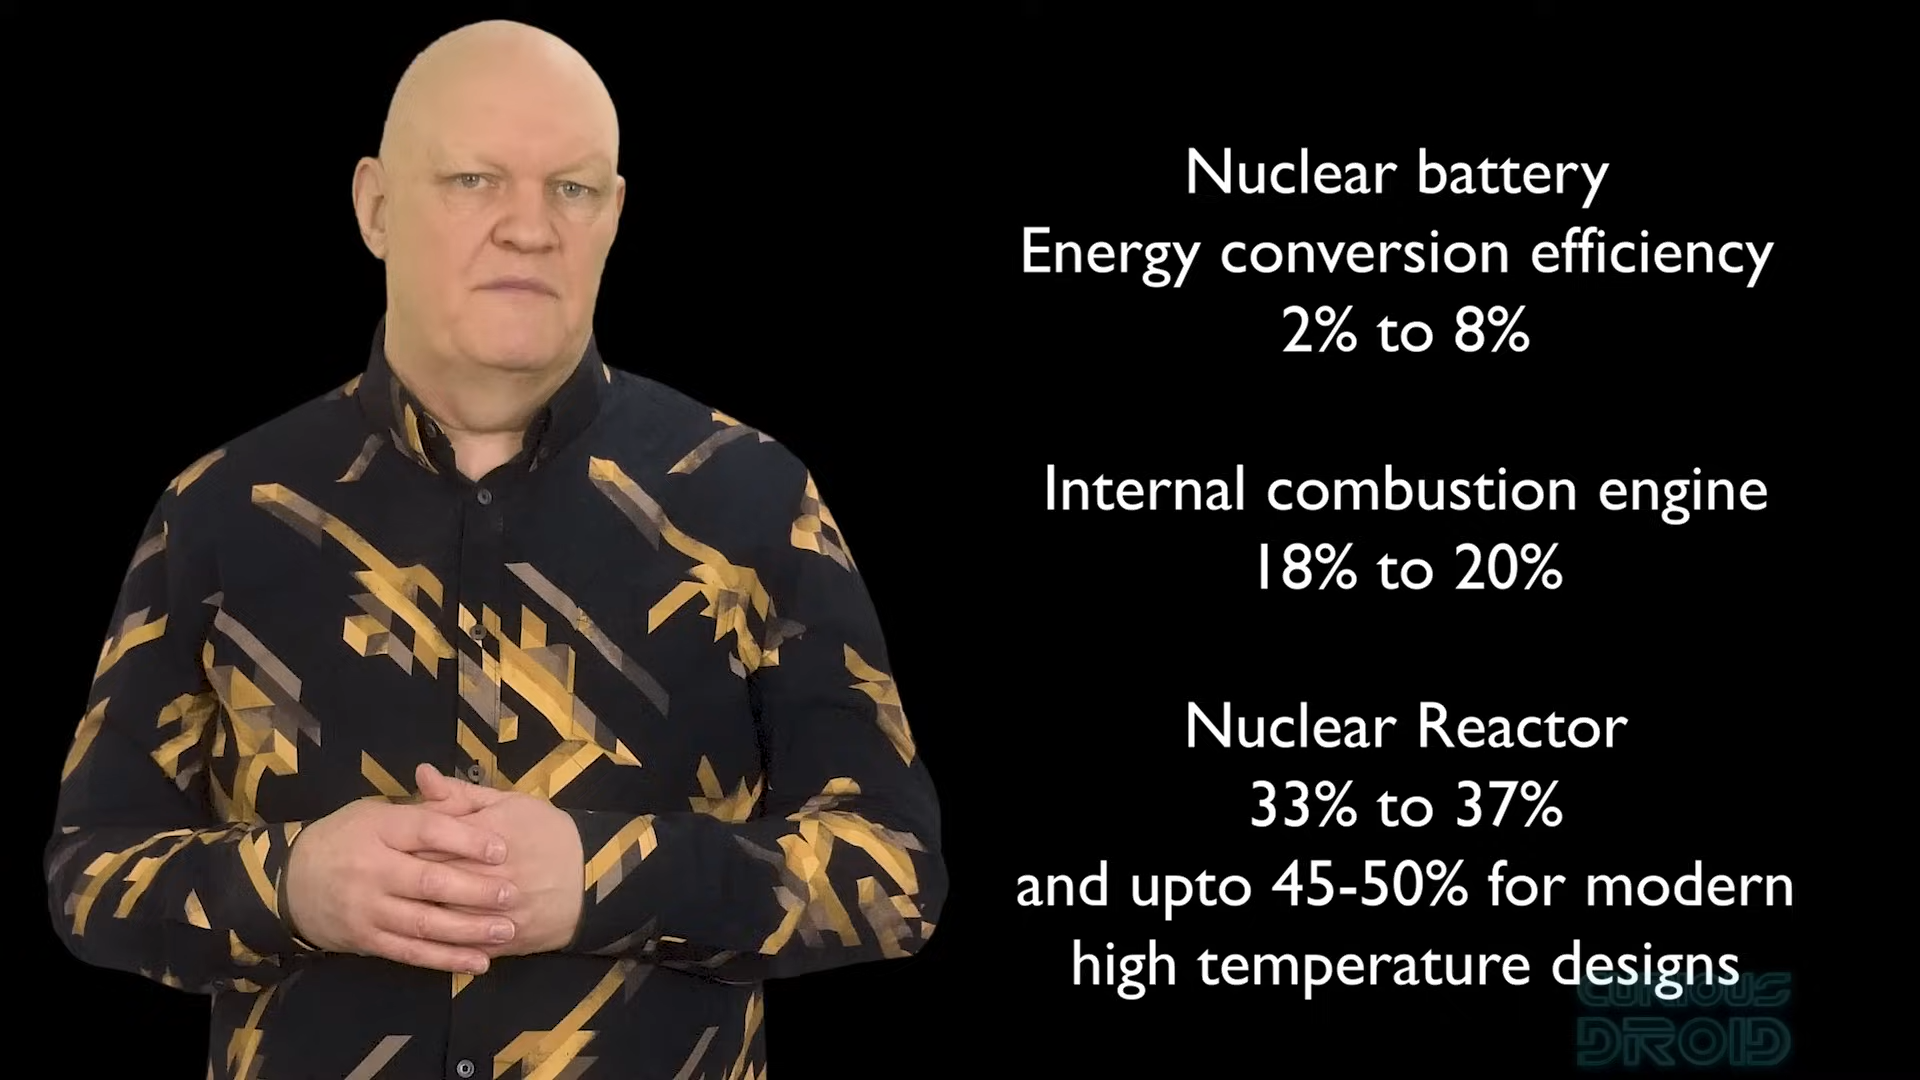 Nuclear battery
Energy conversion efficiency
2% to 8%
Internal combustion engine
18% to 20%
Nuclear Reactor
33% to 37%
and upto 45-50% for modern
high temperature designs
CURIOUS
DROID